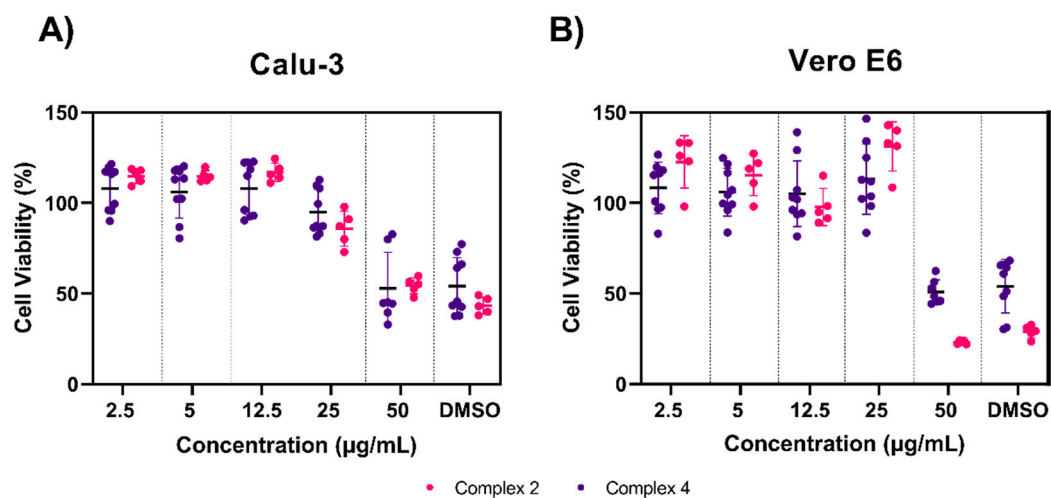 A)
Calu-3
150
100
50
0
Cell Viability (%)
2.5 5 12.5 25 50 DMSO
Concentration (µg/mL)
B)
Vero E6
150
100
50
0
Cell Viability (%)
2.5 5 12.5 25 50 DMSO
Concentration (µg/mL)
Complex 2 Complex 4